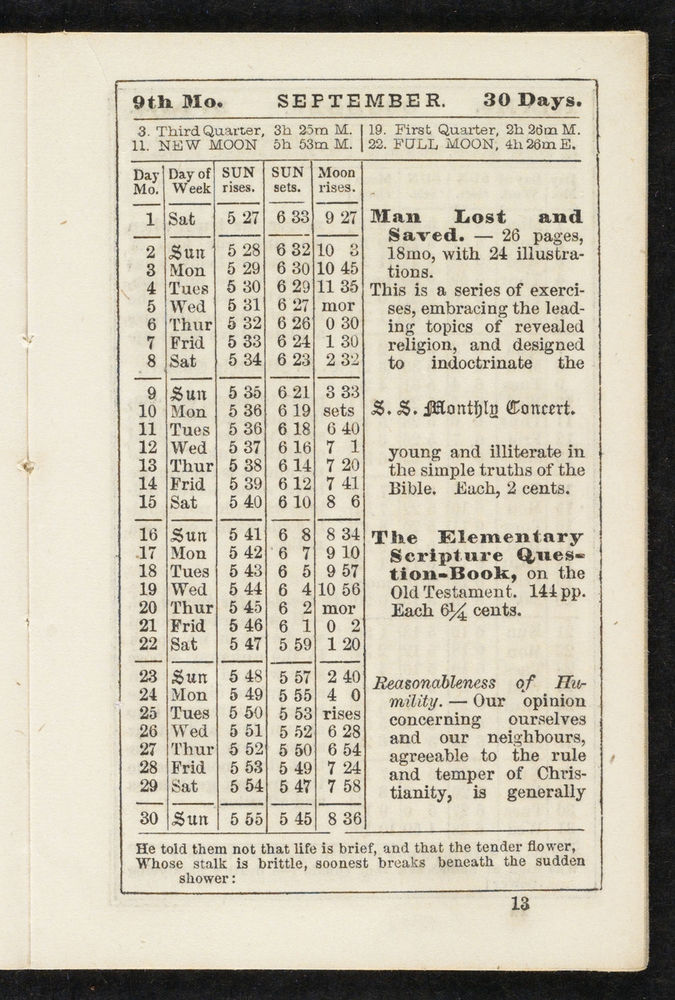 9th Mo. SEPTEMBER. 30 Days.
3. Third Quarter, 3h 25m M. | 19. First Quarter, 2h 26m M.
11. NEW MOON 5h 53m M. | 22. FULL MOON, 4h 26m E.
Day Mo. Day of Week SUN rises. SUN sets. Moon rises.
1 Sat 5 27 6 33 9 27
2 Sun 5 28 6 32 10 3
3 Mon 5 29 6 30 10 45
4 Tues 5 30 6 29 11 35
5 Wed 5 31 6 27 mor
6 Thur 5 32 6 26 0 30
7 Frid 5 33 6 24 1 30
8 Sat 5 34 6 23 2 32
9 Sun 5 35 6 21 3 33
10 Mon 5 36 6 19 sets
11 Tues 5 36 6 18 6 40
12 Wed 5 37 6 16 7 1
13 Thur 5 38 6 14 7 20
14 Frid 5 39 6 12 7 41
15 Sat 5 40 6 10 8 6
16 Sun 5 41 6 8 8 34
17 Mon 5 42 6 7 9 10
18 Tues 5 43 6 5 9 57
19 Wed 5 44 6 4 10 56
20 Thur 5 45 6 2 mor
21 Frid 5 46 6 1 0 2
22 Sat 5 47 5 59 1 20
23 Sun 5 48 5 57 2 40
24 Mon 5 49 5 55 4 0
25 Tues 5 50 5 53 rises
26 Wed 5 51 5 52 6 28
27 Thur 5 52 5 50 6 54
28 Frid 5 53 5 49 7 24
29 Sat 5 54 5 47 7 58
30 Sun 5 55 5 45 8 36
Man Lost and
Saved. — 26 pages,
18mo, with 24 illustra-
tions.
This is a series of exerci-
ses, embracing the lead-
ing topics of revealed
religion, and designed
to indoctrinate the
S. S. Monthly Concert.
young and illiterate in
the simple truths of the
Bible. Each, 2 cents.
The Elementary
Scripture Ques-
tion-Book, on the
Old Testament. 144 pp.
Each 6¼ cents.
Reasonableness of Hu-
mility. — Our opinion
concerning ourselves
and our neighbours,
agreeable to the rule
and temper of Chris-
tianity, is generally
He told them not that life is brief, and that the tender flower,
Whose stalk is brittle, soonest breaks beneath the sudden
shower:
13